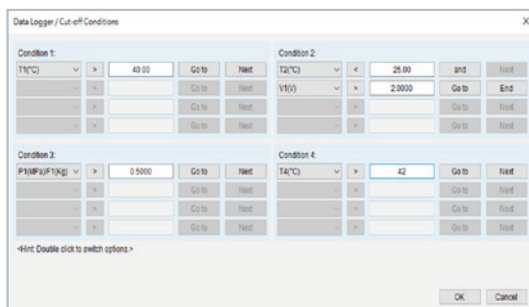 Data Logger / Cut-off Conditions X
Condition 1:
T1(°C) > 40.00 Go to Next
> Go to Next
> Go to Next
> Go to Next
Condition 2:
T2(°C) < 25.00 and Next
V1(V) > 2.0000 Go to End
> Go to Next
> Go to Next
Condition 3:
P1(MPa)/F1(Kg) > 0.5000 Go to Next
> Go to Next
> Go to Next
> Go to Next
Condition 4:
T4(°C) > 42 Go to Next
> Go to Next
> Go to Next
> Go to Next
<Hint: Double click to switch options.>
OK Cancel